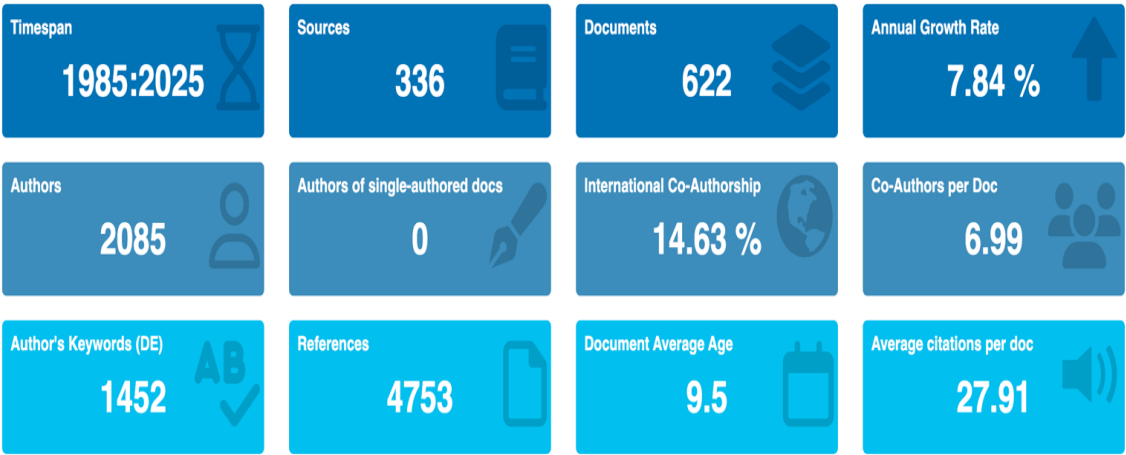 Timespan
1985:2025
Sources
336
Documents
622
Annual Growth Rate
7.84 %
Authors
2085
Authors of single-authored docs
0
International Co-Authorship
14.63 %
Co-Authors per Doc
6.99
Author's Keywords (DE)
1452
AB
References
4753
Document Average Age
9.5
Average citations per doc
27.91